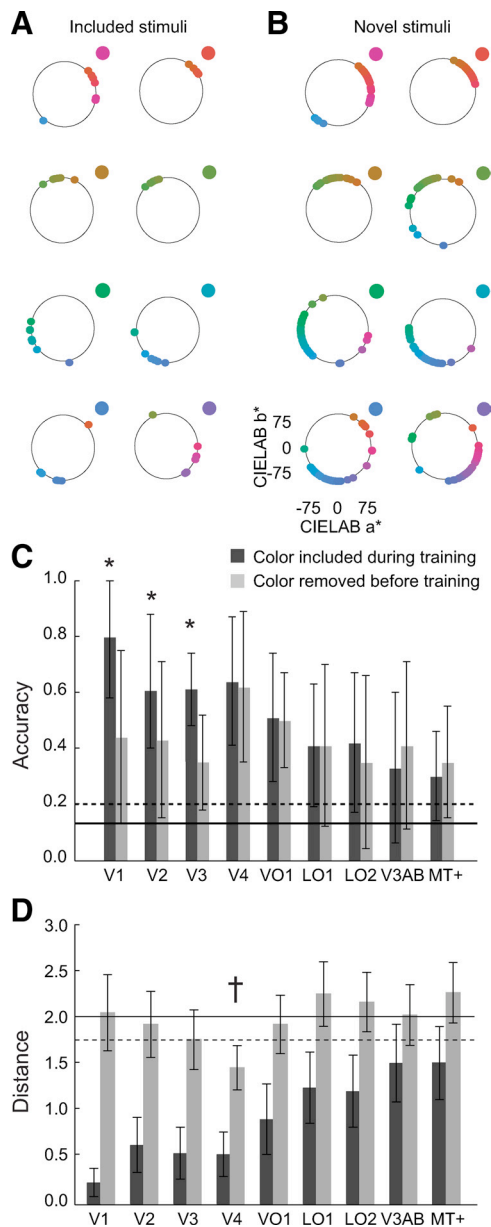 A Included stimuli
B Novel stimuli
CIELAB b*
75
0
-75
-75 0 75
CIELAB a*
C
Color included during training
Color removed before training
Accuracy
1.0
0.8
0.6
0.4
0.2
0.0
* * *
V1 V2 V3 V4 VO1 LO1 LO2 V3AB MT+
D
Distance
3.0
2.5
2.0
1.5
1.0
0.5
0.0
†
V1 V2 V3 V4 VO1 LO1 LO2 V3AB MT+